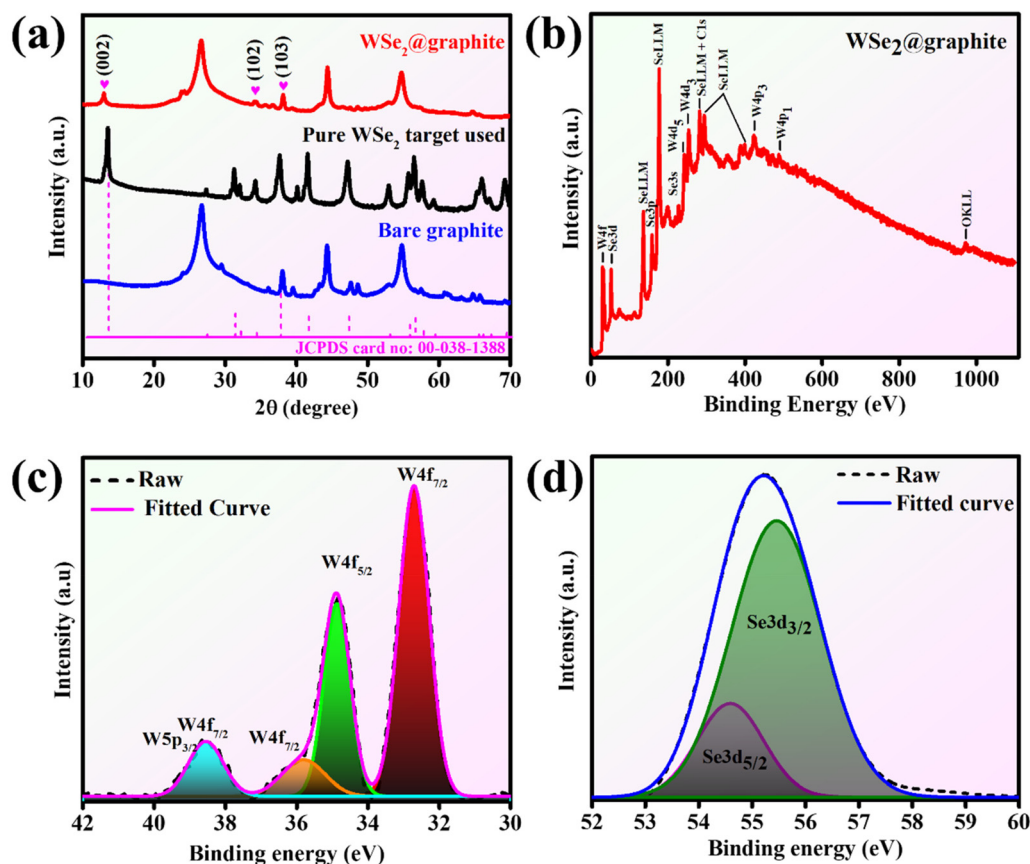 (a)
WSe₂@graphite
(002)
(102)
(103)
Pure WSe₂ target used
Bare graphite
JCPDS card no: 00-038-1388
Intensity (a.u.)
10 20 30 40 50 60 70
2θ (degree)
(b)
WSe₂@graphite
W4f
Se3d
SeLLM
Se3p
SeLLM
Se3s
W4d₅
W4d₃
SeLLM + C1s
SeLLM
W4p₃
W4p₁
OKLL
Intensity (a.u.)
0 200 400 600 800 1000
Binding Energy (eV)
(c)
Raw
Fitted Curve
W4f₇/₂
W4f₅/₂
W4f₇/₂
W5p₃/₂
W4f₇/₂
Intensity (a.u)
42 40 38 36 34 32 30
Binding energy (eV)
(d)
Raw
Fitted curve
Se3d₃/₂
Se3d₅/₂
Intensity (a.u.)
52 53 54 55 56 57 58 59 60
Binding energy (eV)